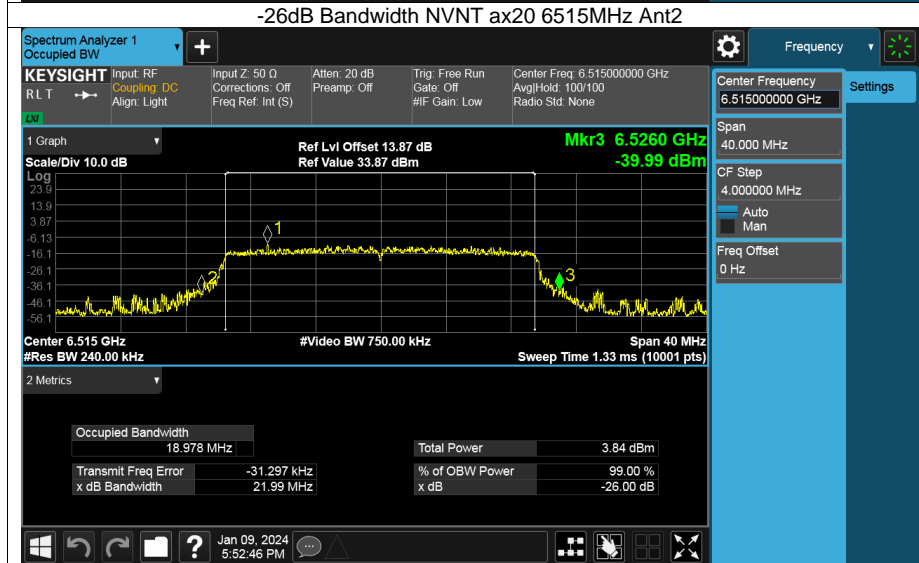 -26dB Bandwidth NVNT ax20 6515MHz Ant2
Spectrum Analyzer 1
Occupied BW
Frequency
KEYSIGHT
RLT
LXI
Input: RF
Coupling: DC
Align: Light
Input Z: 50 Ω
Corrections: Off
Freq Ref: Int (S)
Atten: 20 dB
Preamp: Off
Trig: Free Run
Gate: Off
#IF Gain: Low
Center Freq: 6.515000000 GHz
Avg|Hold: 100/100
Radio Std: None
Center Frequency
6.515000000 GHz
Settings
Span
40.000 MHz
CF Step
4.000000 MHz
Auto
Man
Freq Offset
0 Hz
1 Graph
Scale/Div 10.0 dB
Ref Lvl Offset 13.87 dB
Ref Value 33.87 dBm
Mkr3 6.5260 GHz
-39.99 dBm
Log
23.9
13.9
3.87
-6.13
-16.1
-26.1
-36.1
-46.1
-56.1
1
2
3
Center 6.515 GHz
#Video BW 750.00 kHz
Span 40 MHz
#Res BW 240.00 kHz
Sweep Time 1.33 ms (10001 pts)
2 Metrics
Occupied Bandwidth
18.978 MHz
Total Power 3.84 dBm
Transmit Freq Error -31.297 kHz
% of OBW Power 99.00 %
x dB Bandwidth 21.99 MHz
x dB -26.00 dB
?
Jan 09, 2024
5:52:46 PM